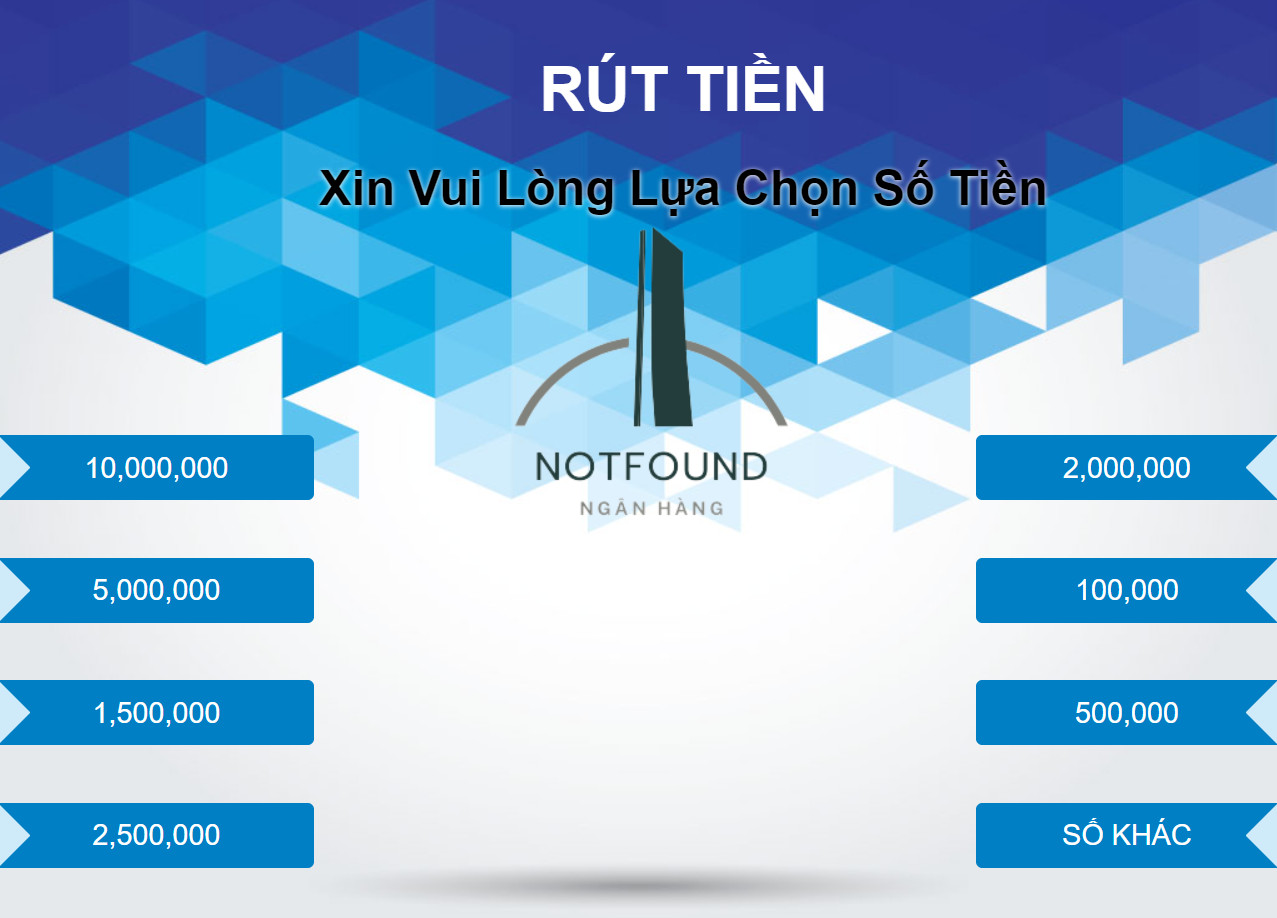 RÚT TIỀN
Xin Vui Lòng Lựa Chọn Số Tiền
NOTFOUND
NGÂN HÀNG
10,000,000
2,000,000
5,000,000
100,000
1,500,000
500,000
2,500,000
SỐ KHÁC